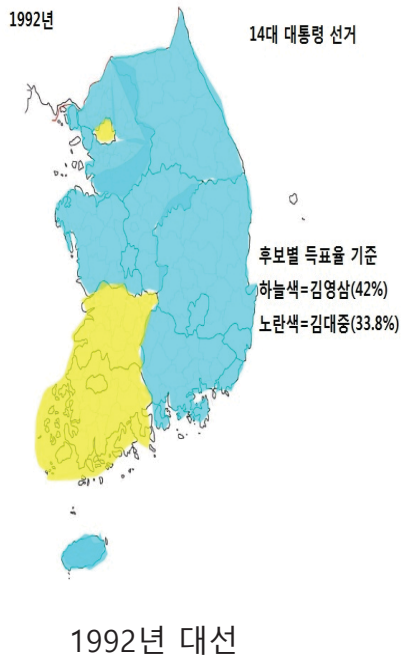 1992년
14대 대통령 선거
후보별 득표율 기준
하늘색=김영삼(42%)
노란색=김대중(33.8%)
1992년 대선